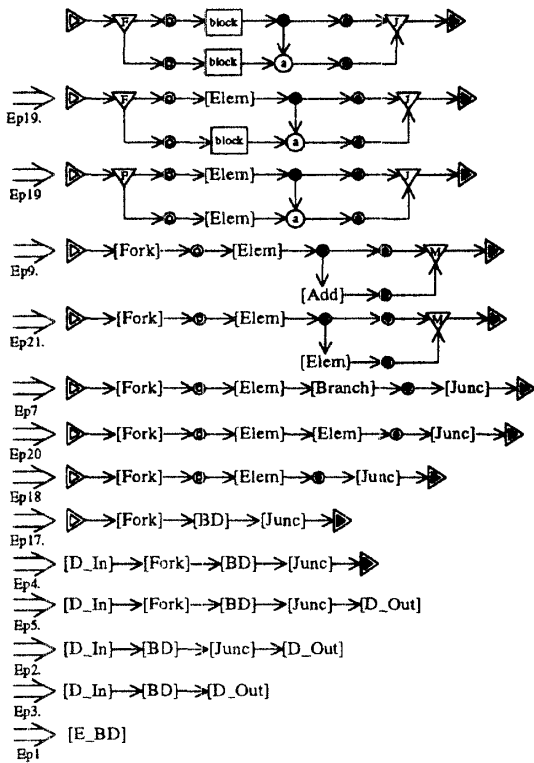 F block J
block a
F [Elem] J
Ep19. block a
F [Elem] J
Ep19 [Elem] a
[Fork] [Elem] M
Ep9. [Add]
[Fork] [Elem] M
Ep21. [Elem]
[Fork] [Elem] [Branch] [Junc]
Ep7
[Fork] [Elem] [Elem] [Junc]
Ep20
[Fork] [Elem] [Junc]
Ep18
[Fork] [BD] [Junc]
Ep17.
[D_In] [Fork] [BD] [Junc]
Ep4.
[D_In] [Fork] [BD] [Junc] [D_Out]
Ep5.
[D_In] [BD] [Junc] [D_Out]
Ep2.
[D_In] [BD] [D_Out]
Ep3.
[E_BD]
Ep1